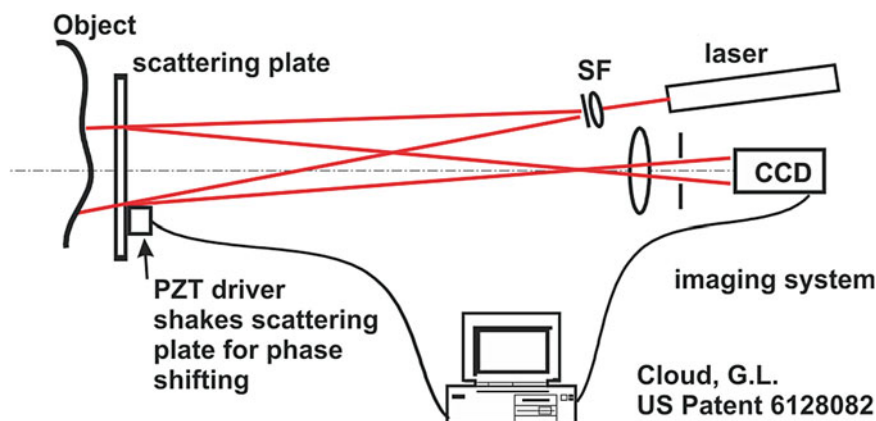 Object
scattering plate
SF
laser
CCD
PZT driver
shakes scattering
plate for phase
shifting
imaging system
Cloud, G.L.
US Patent 6128082